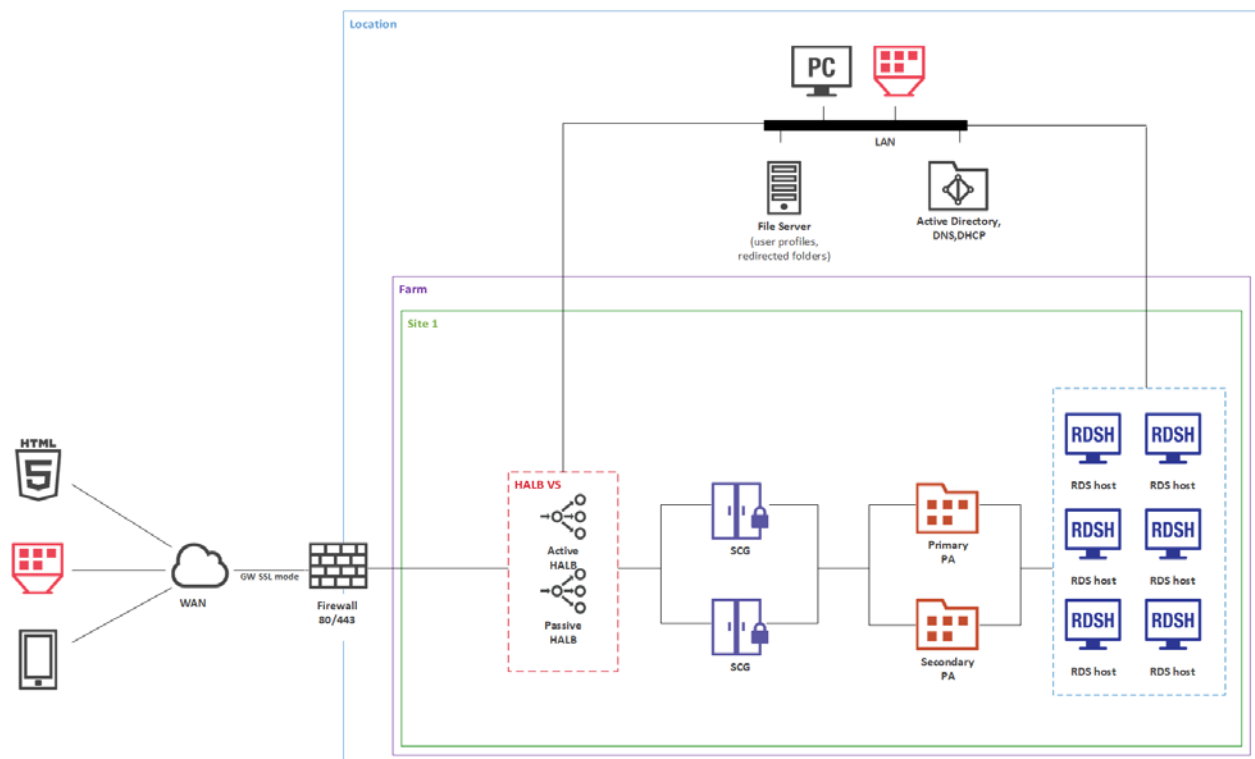 Location
PC
LAN
File Server
(user profiles,
redirected folders)
Active Directory,
DNS,DHCP
Farm
Site 1
HTML
5
WAN
GW SSL mode
Firewall
80/443
HALB VS
Active
HALB
Passive
HALB
SCG
SCG
Primary
PA
Secondary
PA
RDSH
RDSH
RDS host
RDS host
RDSH
RDSH
RDS host
RDS host
RDSH
RDSH
RDS host
RDS host